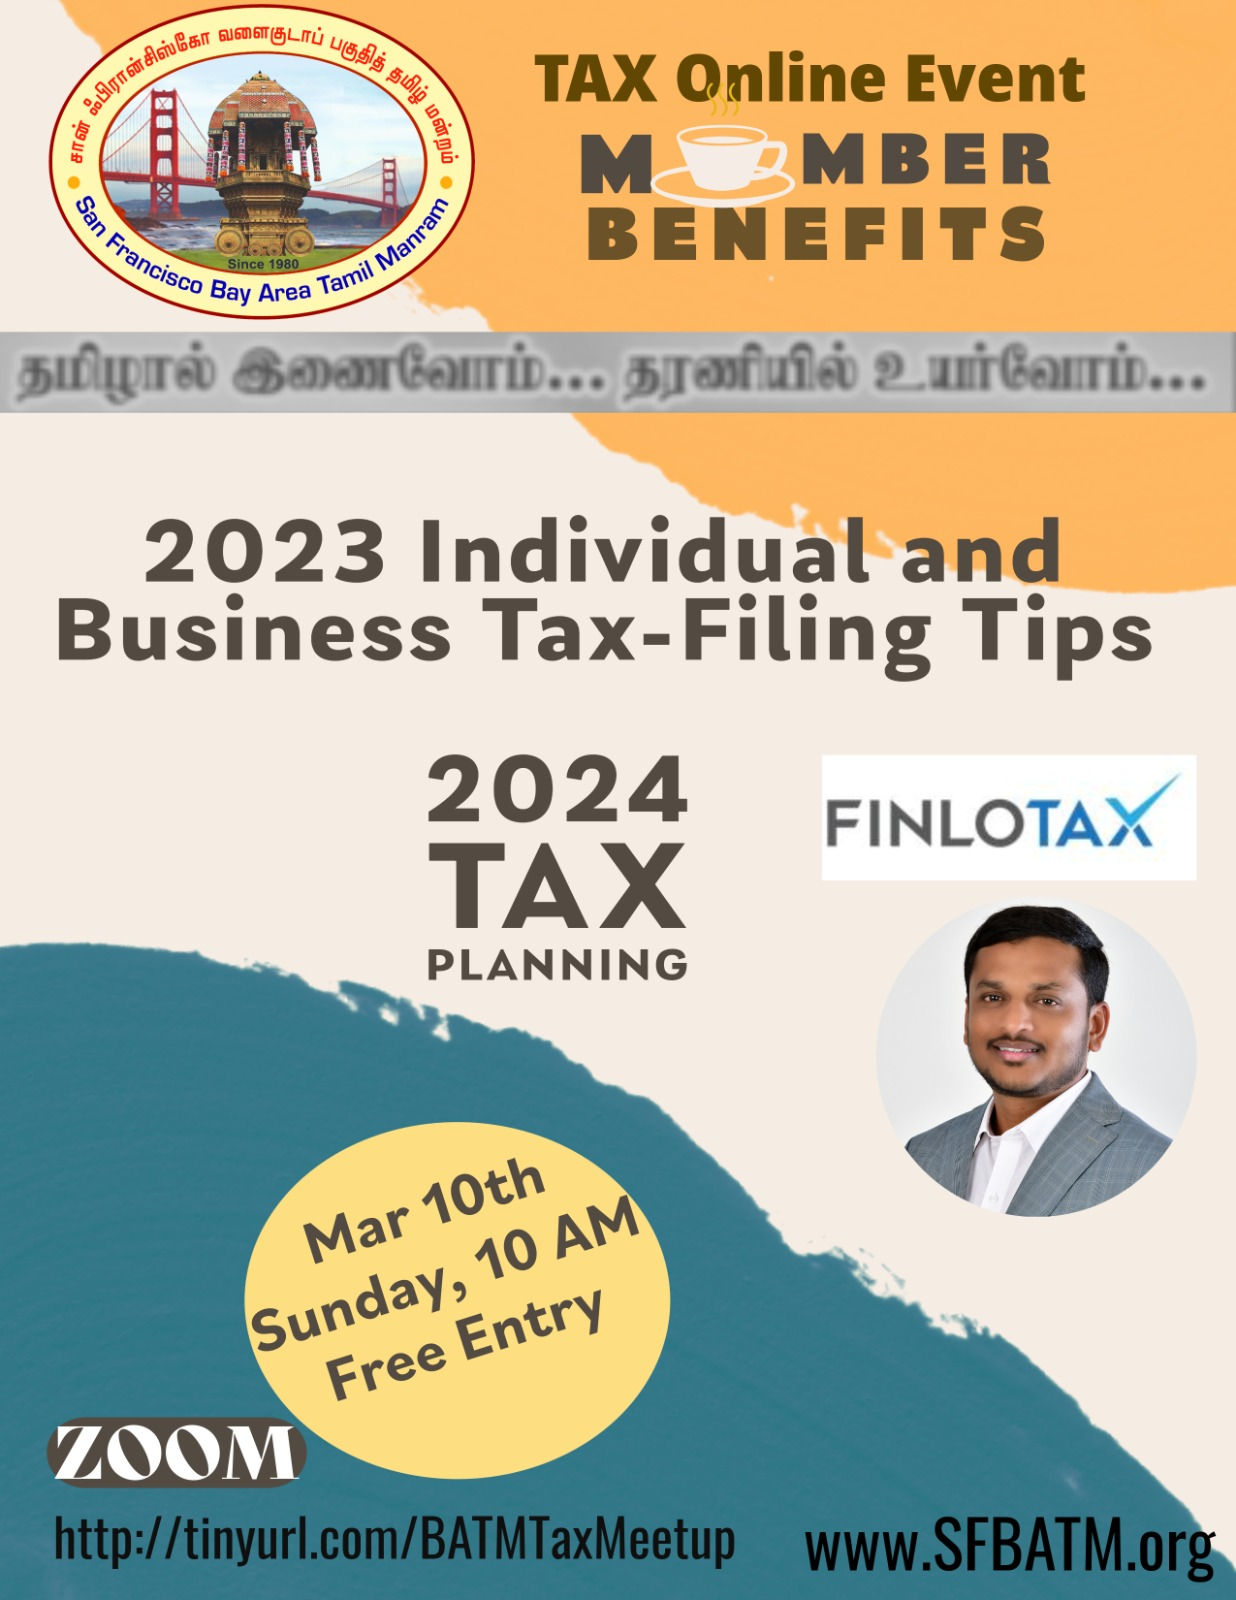 சான் ஃபிரான்சிஸ்கோ வளைகுடாப் பகுதித் தமிழ் மன்றம்
Since 1980
San Francisco Bay Area Tamil Manram
TAX Online Event
M MBER
BENEFITS
தமிழால் இணைவோம்... தரணியில் உயர்வோம்...
2023 Individual and
Business Tax-Filing Tips
2024
TAX
PLANNING
FINLOTAX
Mar 10th
Sunday, 10 AM
Free Entry
ZOOM
http://tinyurl.com/BATMTaxMeetup
www.SFBATM.org